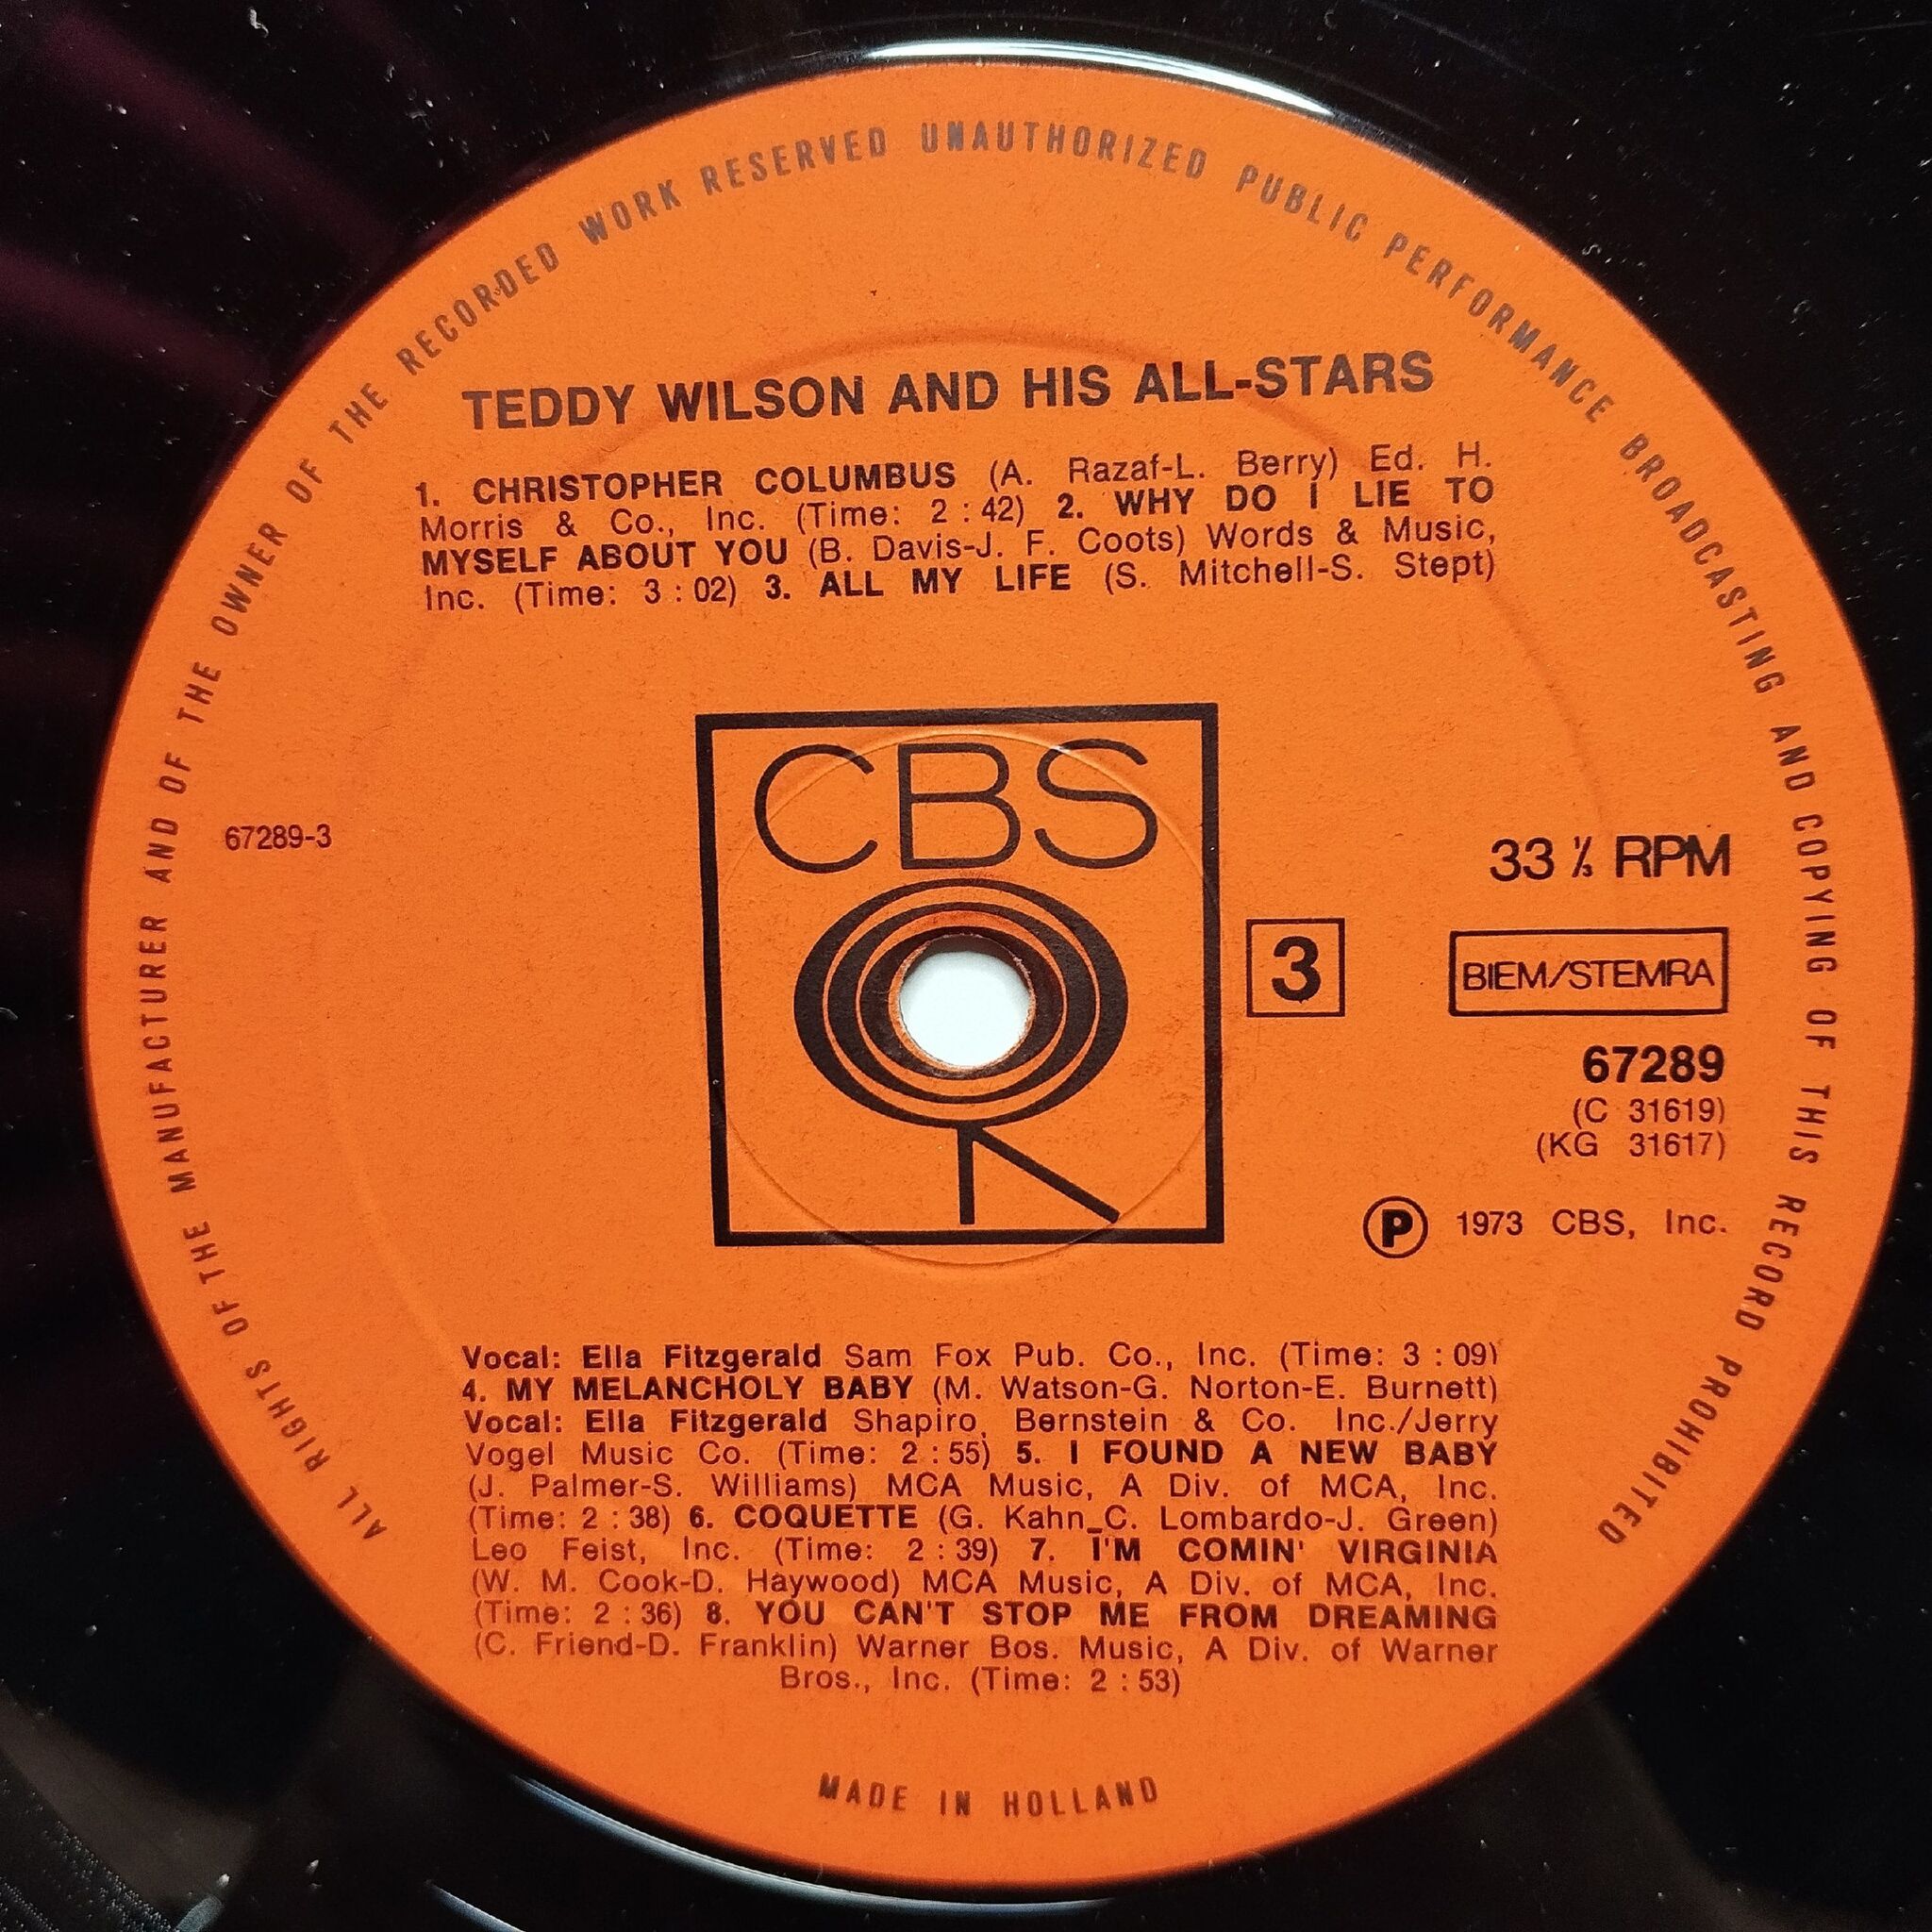 ALL RIGHTS OF THE MANUFACTURER AND OF THE OWNER OF THE RECORDED WORK RESERVED UNAUTHORIZED PUBLIC PERFORMANCE BROADCASTING AND COPYING OF THIS RECORD PROHIBITED
TEDDY WILSON AND HIS ALL-STARS
1. CHRISTOPHER COLUMBUS (A. Razaf-L. Berry) Ed. H.
Morris & Co., Inc. (Time: 2 : 42) 2. WHY DO I LIE TO
MYSELF ABOUT YOU (B. Davis-J. F. Coots) Words & Music,
Inc. (Time: 3 : 02) 3. ALL MY LIFE (S. Mitchell-S. Stept)
CBS
67289-3
33 ⅓ RPM
3
BIEM/STEMRA
67289
(C 31619)
(KG 31617)
Ⓟ 1973 CBS, Inc.
Vocal: Ella Fitzgerald Sam Fox Pub. Co., Inc. (Time: 3 : 09)
4. MY MELANCHOLY BABY (M. Watson-G. Norton-E. Burnett)
Vocal: Ella Fitzgerald Shapiro, Bernstein & Co. Inc./Jerry
Vogel Music Co. (Time: 2 : 55) 5. I FOUND A NEW BABY
(J. Palmer-S. Williams) MCA Music, A Div. of MCA, Inc.
(Time: 2 : 38) 6. COQUETTE (G. Kahn_C. Lombardo-J. Green)
Leo Feist, Inc. (Time: 2 : 39) 7. I'M COMIN' VIRGINIA
(W. M. Cook-D. Haywood) MCA Music, A Div. of MCA, Inc.
(Time: 2 : 36) 8. YOU CAN'T STOP ME FROM DREAMING
(C. Friend-D. Franklin) Warner Bos. Music, A Div. of Warner
Bros., Inc. (Time: 2 : 53)
MADE IN HOLLAND